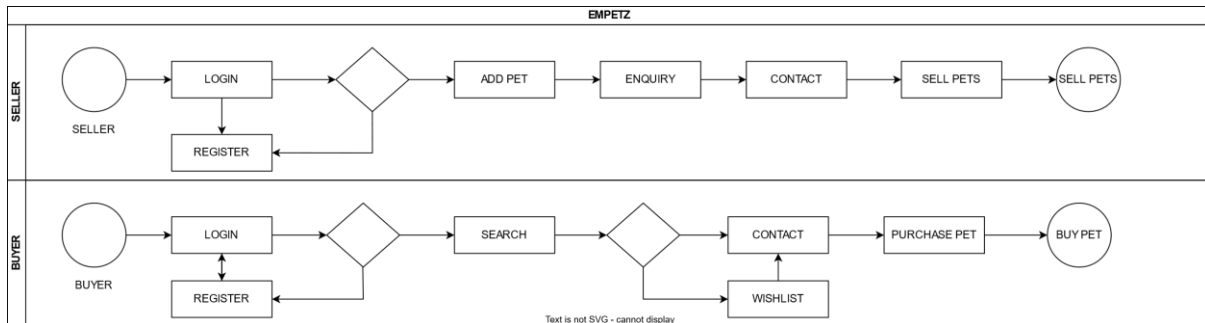 EMPETZ
SELLER
LOGIN
ADD PET
ENQUIRY
CONTACT
SELL PETS
SELL PETS
SELLER
REGISTER
BUYER
LOGIN
SEARCH
CONTACT
PURCHASE PET
BUY PET
BUYER
REGISTER
WISHLIST
Text is not SVG - cannot display